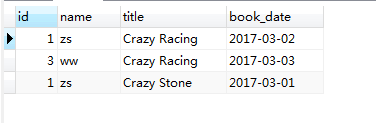 id name title book_date
1 zs Crazy Racing 2017-03-02
3 ww Crazy Racing 2017-03-03
1 zs Crazy Stone 2017-03-01